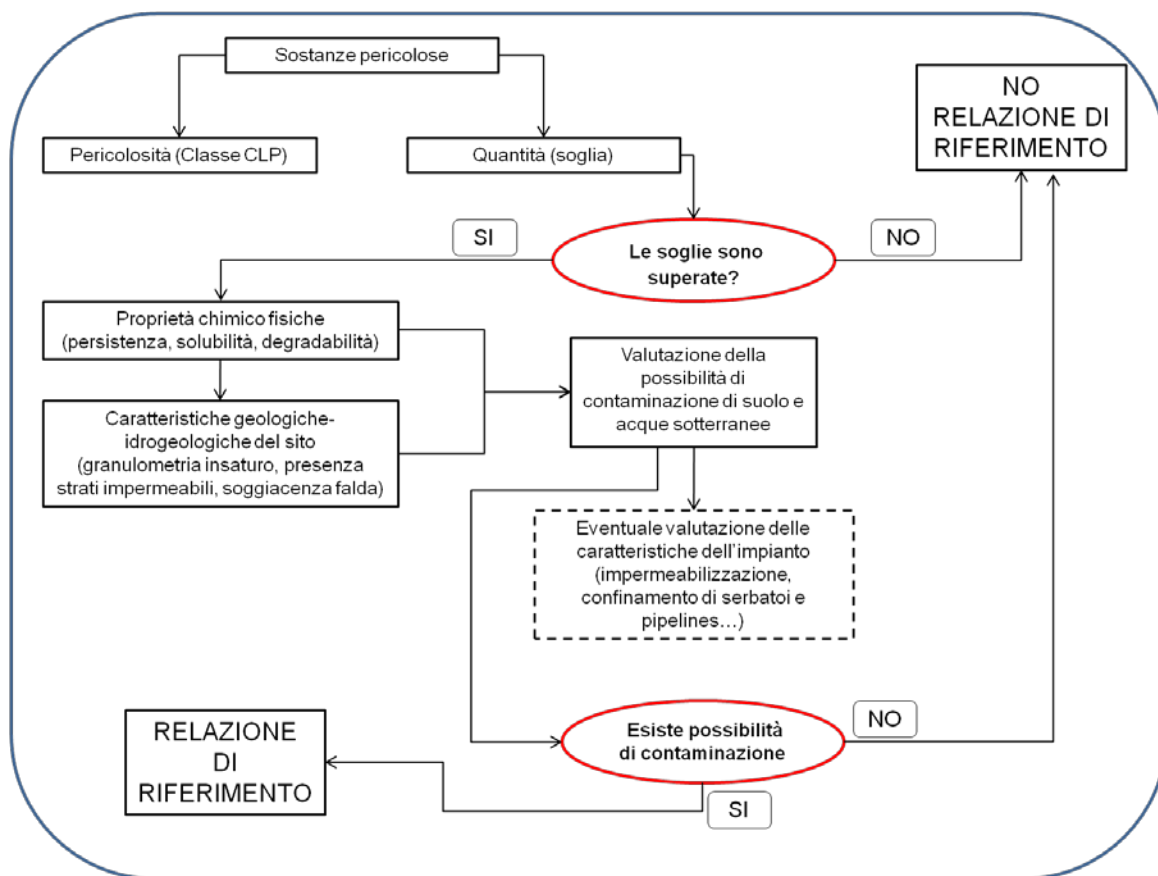 Sostanze pericolose
NO
RELAZIONE DI
RIFERIMENTO
Pericolosità (Classe CLP)
Quantità (soglia)
SI
NO
Le soglie sono
superate?
Proprietà chimico fisiche
(persistenza, solubilità, degradabilità)
Valutazione della
possibilità di
contaminazione di suolo e
acque sotterranee
Caratteristiche geologiche-
idrogeologiche del sito
(granulometria insaturo, presenza
strati impermeabili, soggiacenza falda)
Eventuale valutazione delle
caratteristiche dell'impianto
(impermeabilizzazione,
confinamento di serbatoi e
pipelines…)
Esiste possibilità
di contaminazione
NO
RELAZIONE
DI
RIFERIMENTO
SI